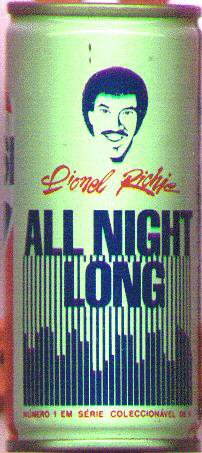 Lionel Richie
ALL NIGHT
LONG
NÚMERO 1 EM SÉRIE COLECCIONÁVEL DE